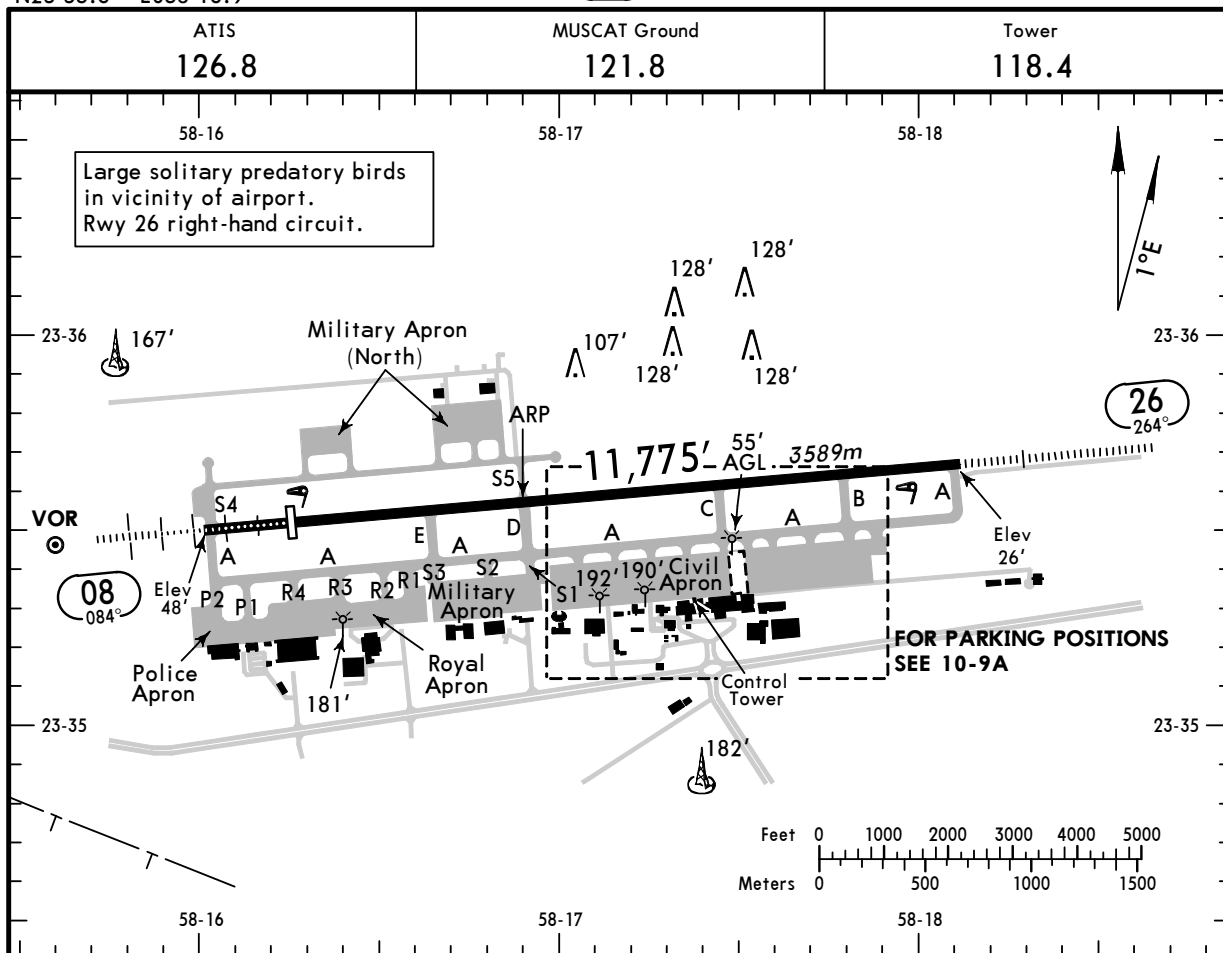 ATIS
126.8
MUSCAT Ground
121.8
Tower
118.4
58-16
58-17
58-18
Large solitary predatory birds
in vicinity of airport.
Rwy 26 right-hand circuit.
1°E
128'
128'
128'
128'
107'
23-36
23-36
167'
Military Apron
(North)
ARP
26
264°
11,775'
55'
AGL
3589m
S4
S5
VOR
A
A
E
A
D
A
C
A
B
A
Elev
26'
Elev
48'
08
084°
P2
P1
R4
R3
R2
R1
S3
S2
S1
Military
Apron
192'
190'
Civil
Apron
Police
Apron
181'
Royal
Apron
Control
Tower
FOR PARKING POSITIONS
SEE 10-9A
23-35
23-35
182'
Feet 0 1000 2000 3000 4000 5000
Meters 0 500 1000 1500
58-16
58-17
58-18